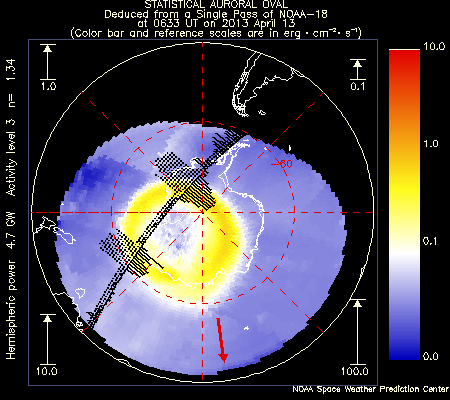 STATISTICAL AURORAL OVAL
Deduced from a Single Pass of NOAA-18
at 0633 UT on 2013 April 13
(Color bar and reference scales are in erg · cm⁻² · s⁻¹)
1.0
0.1
10.0
1.0
0.1
0.0
-60
Hemispheric power 4.7 GW Activity level 3 n= 1.34
10.0
100.0
NOAA Space Weather Prediction Center